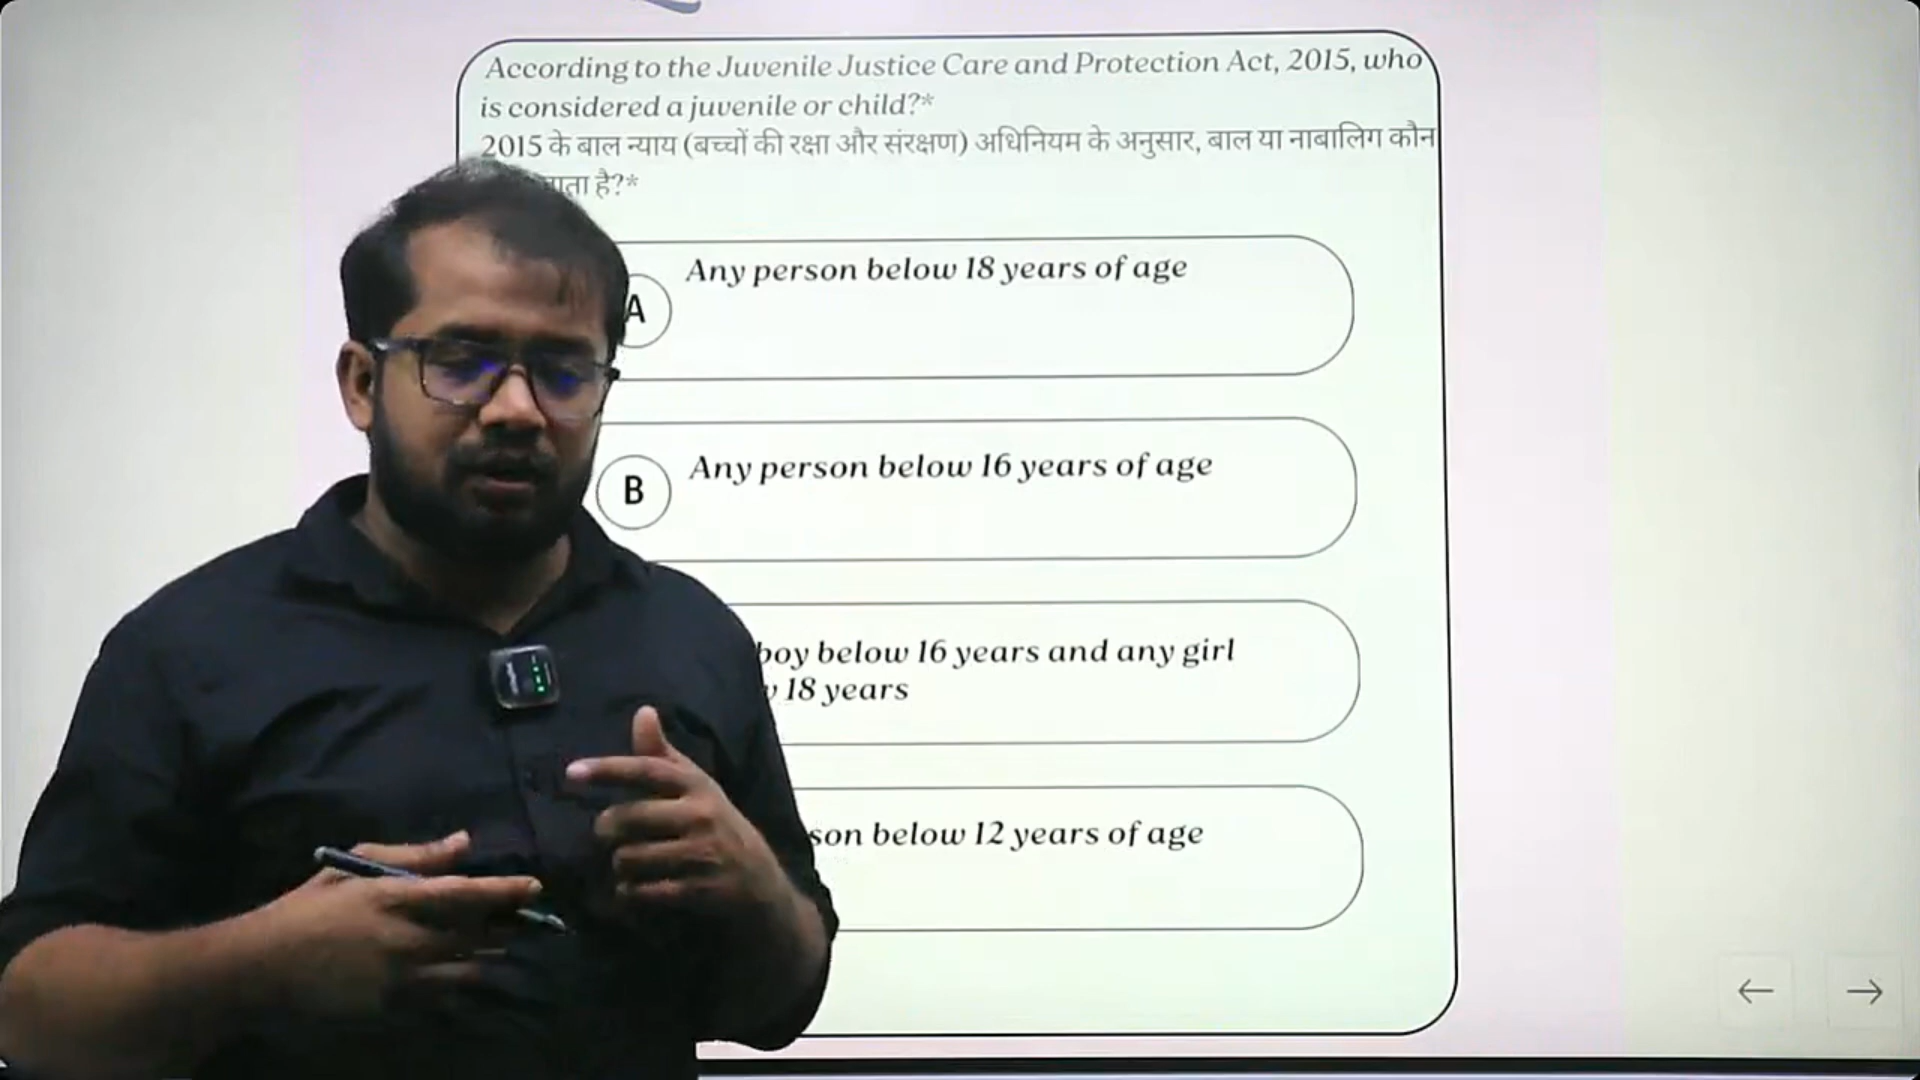 According to the Juvenile Justice Care and Protection Act, 2015, who
is considered a juvenile or child?*
2015 के बाल न्याय (बच्चों की रक्षा और संरक्षण) अधिनियम के अनुसार, बाल या नाबालिग कौन
है?*
A
Any person below 18 years of age
B
Any person below 16 years of age
boy below 16 years and any girl
18 years
below 12 years of age